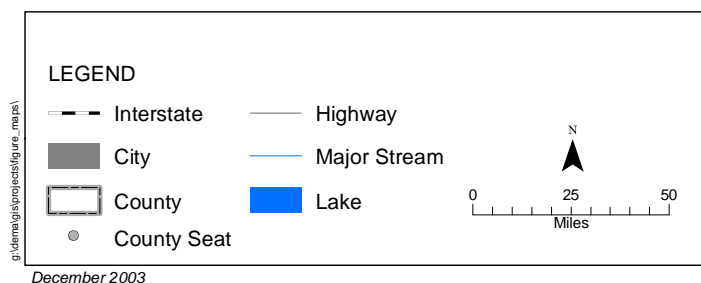 LEGEND
Interstate
Highway
City
Major Stream
County
Lake
County Seat
N
0 25 50
Miles
g:\dema\gis\projects\figure_maps\
December 2003